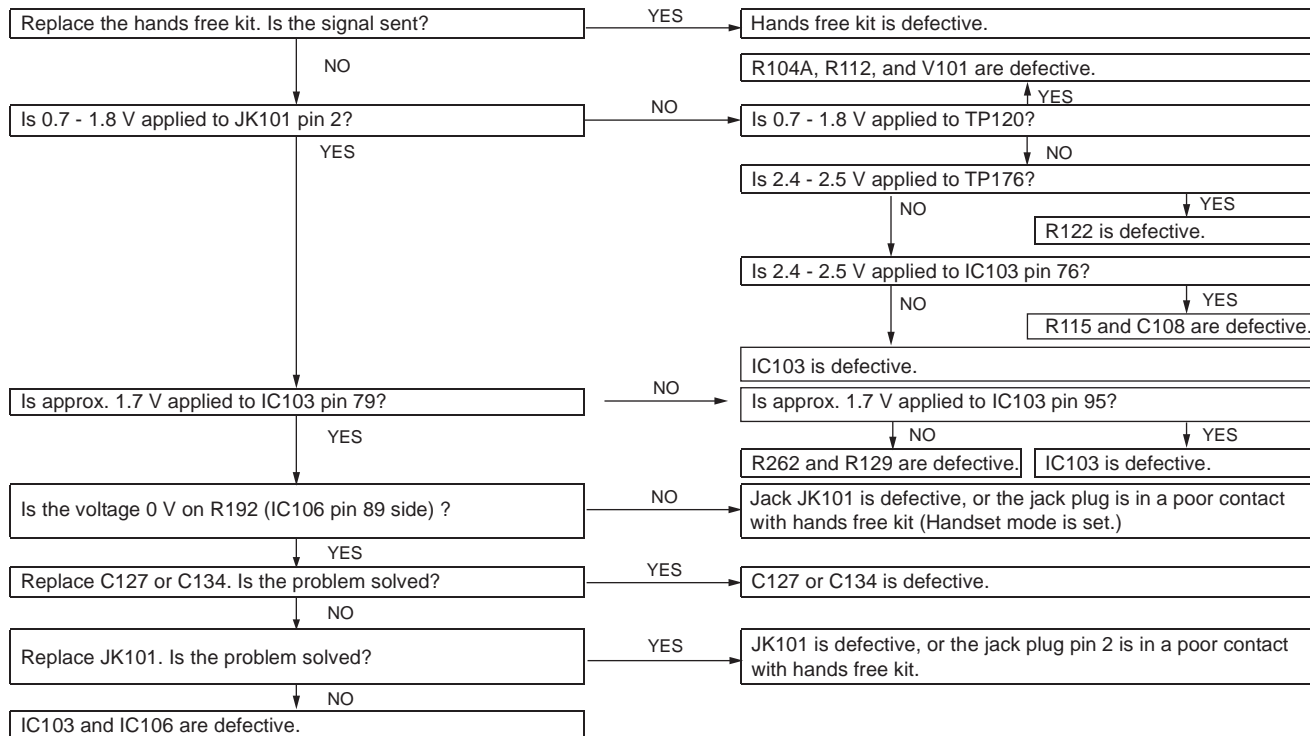 Replace the hands free kit. Is the signal sent?
YES
Hands free kit is defective.
NO
R104A, R112, and V101 are defective.
YES
Is 0.7 - 1.8 V applied to JK101 pin 2?
NO
Is 0.7 - 1.8 V applied to TP120?
YES
NO
Is 2.4 - 2.5 V applied to TP176?
NO
YES
R122 is defective.
Is 2.4 - 2.5 V applied to IC103 pin 76?
NO
YES
R115 and C108 are defective.
IC103 is defective.
Is approx. 1.7 V applied to IC103 pin 79?
NO
Is approx. 1.7 V applied to IC103 pin 95?
YES
NO
YES
R262 and R129 are defective.
IC103 is defective.
Is the voltage 0 V on R192 (IC106 pin 89 side) ?
NO
Jack JK101 is defective, or the jack plug is in a poor contact
with hands free kit (Handset mode is set.)
YES
Replace C127 or C134. Is the problem solved?
YES
C127 or C134 is defective.
NO
Replace JK101. Is the problem solved?
YES
JK101 is defective, or the jack plug pin 2 is in a poor contact
with hands free kit.
NO
IC103 and IC106 are defective.